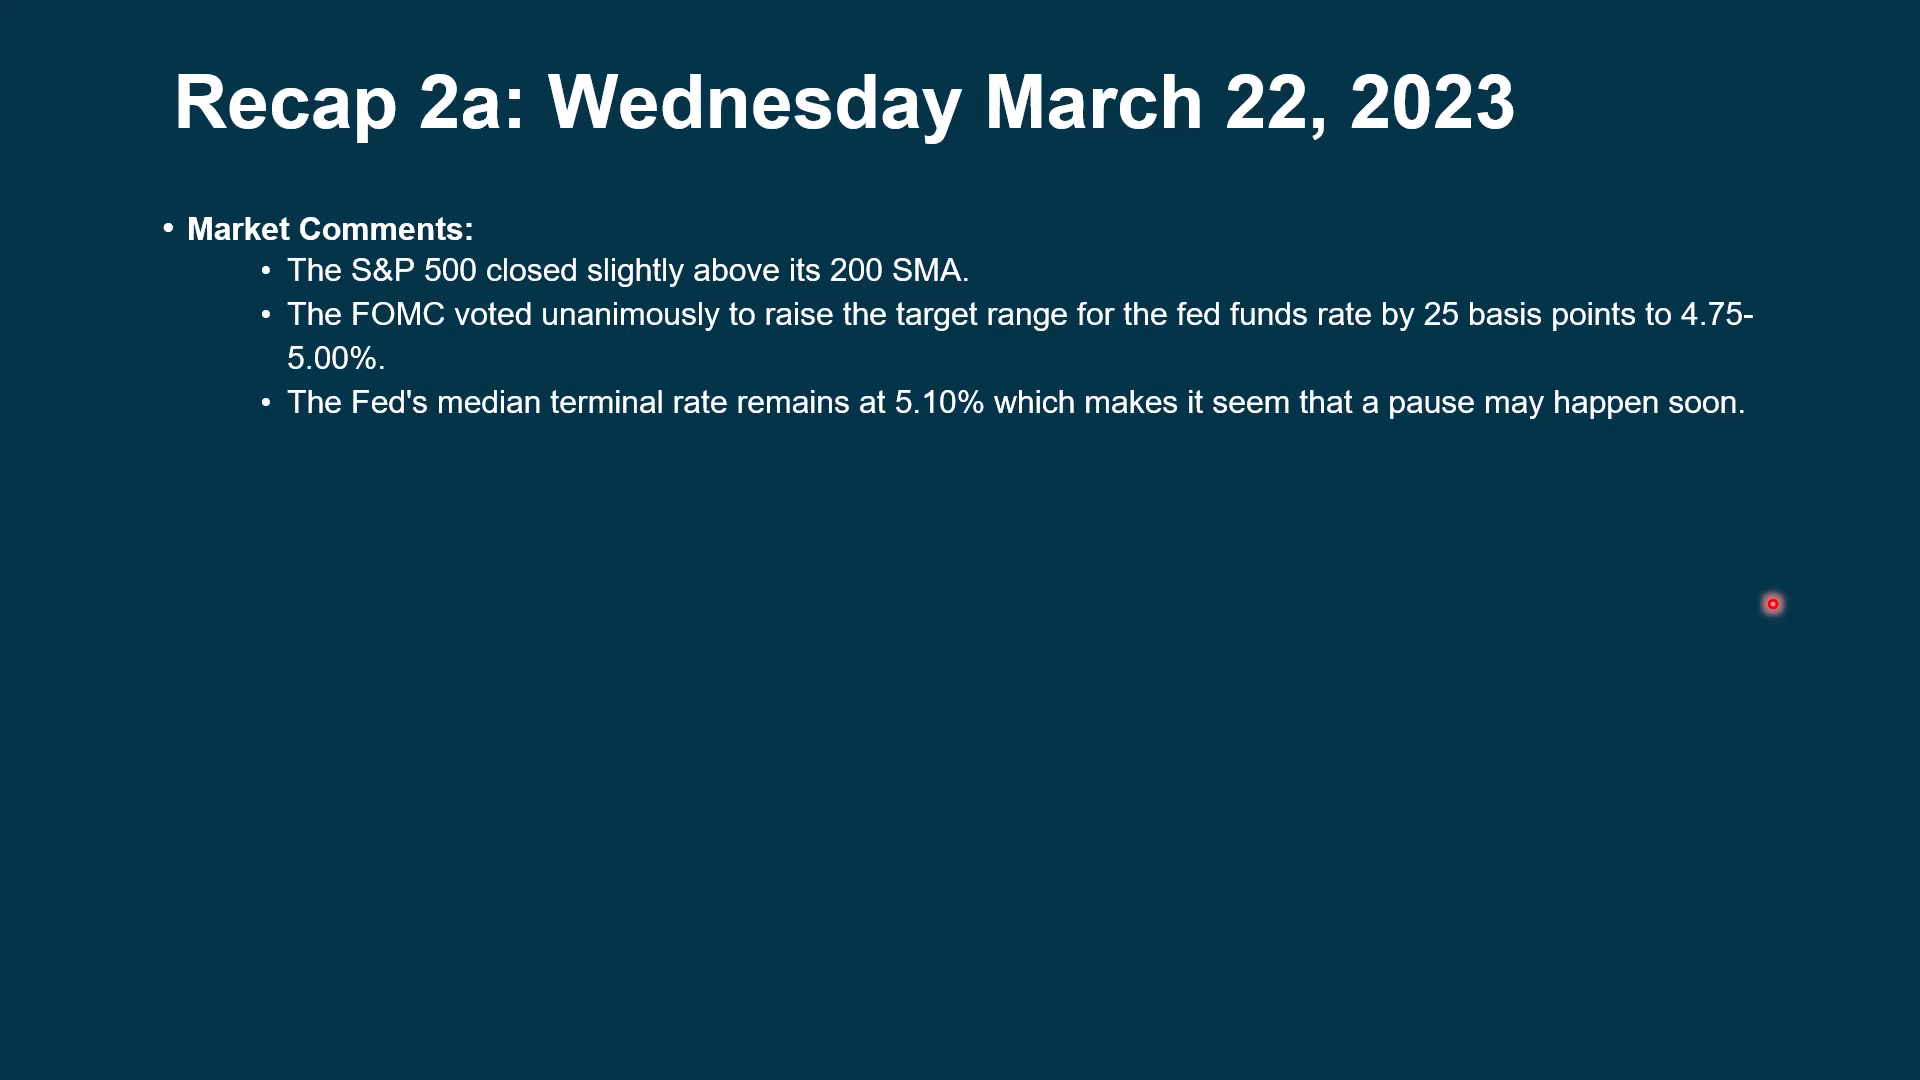 Recap 2a: Wednesday March 22, 2023
• Market Comments:
• The S&P 500 closed slightly above its 200 SMA.
• The FOMC voted unanimously to raise the target range for the fed funds rate by 25 basis points to 4.75-
5.00%.
• The Fed's median terminal rate remains at 5.10% which makes it seem that a pause may happen soon.